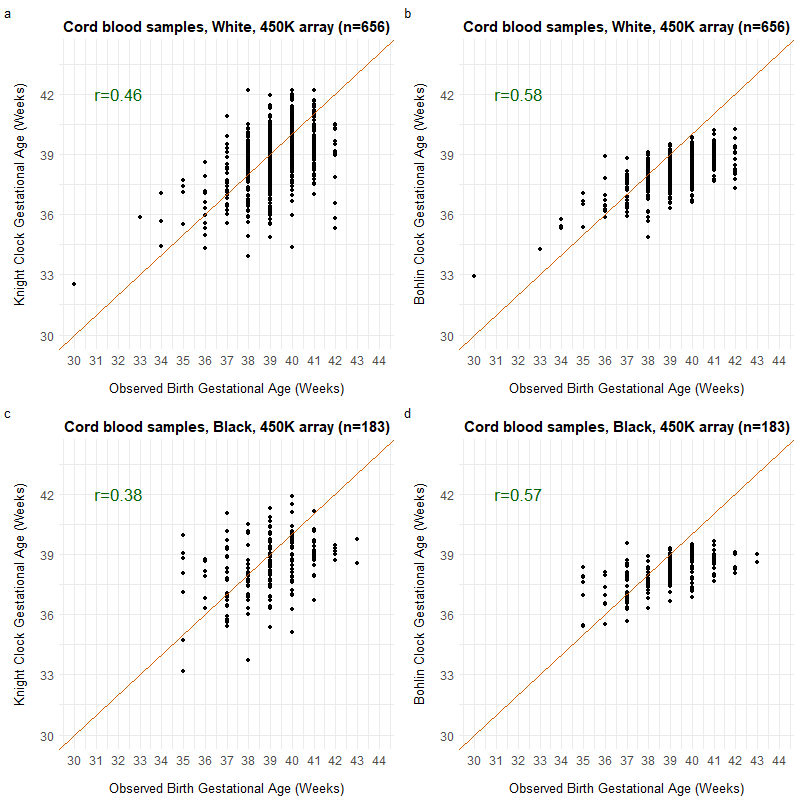 a
Cord blood samples, White, 450K array (n=656)
Knight Clock Gestational Age (Weeks)
42
39
36
33
30
r=0.46
30 31 32 33 34 35 36 37 38 39 40 41 42 43 44
Observed Birth Gestational Age (Weeks)
b
Cord blood samples, White, 450K array (n=656)
Bohlin Clock Gestational Age (Weeks)
42
39
36
33
30
r=0.58
30 31 32 33 34 35 36 37 38 39 40 41 42 43 44
Observed Birth Gestational Age (Weeks)
c
Cord blood samples, Black, 450K array (n=183)
Knight Clock Gestational Age (Weeks)
42
39
36
33
30
r=0.38
30 31 32 33 34 35 36 37 38 39 40 41 42 43 44
Observed Birth Gestational Age (Weeks)
d
Cord blood samples, Black, 450K array (n=183)
Bohlin Clock Gestational Age (Weeks)
42
39
36
33
30
r=0.57
30 31 32 33 34 35 36 37 38 39 40 41 42 43 44
Observed Birth Gestational Age (Weeks)